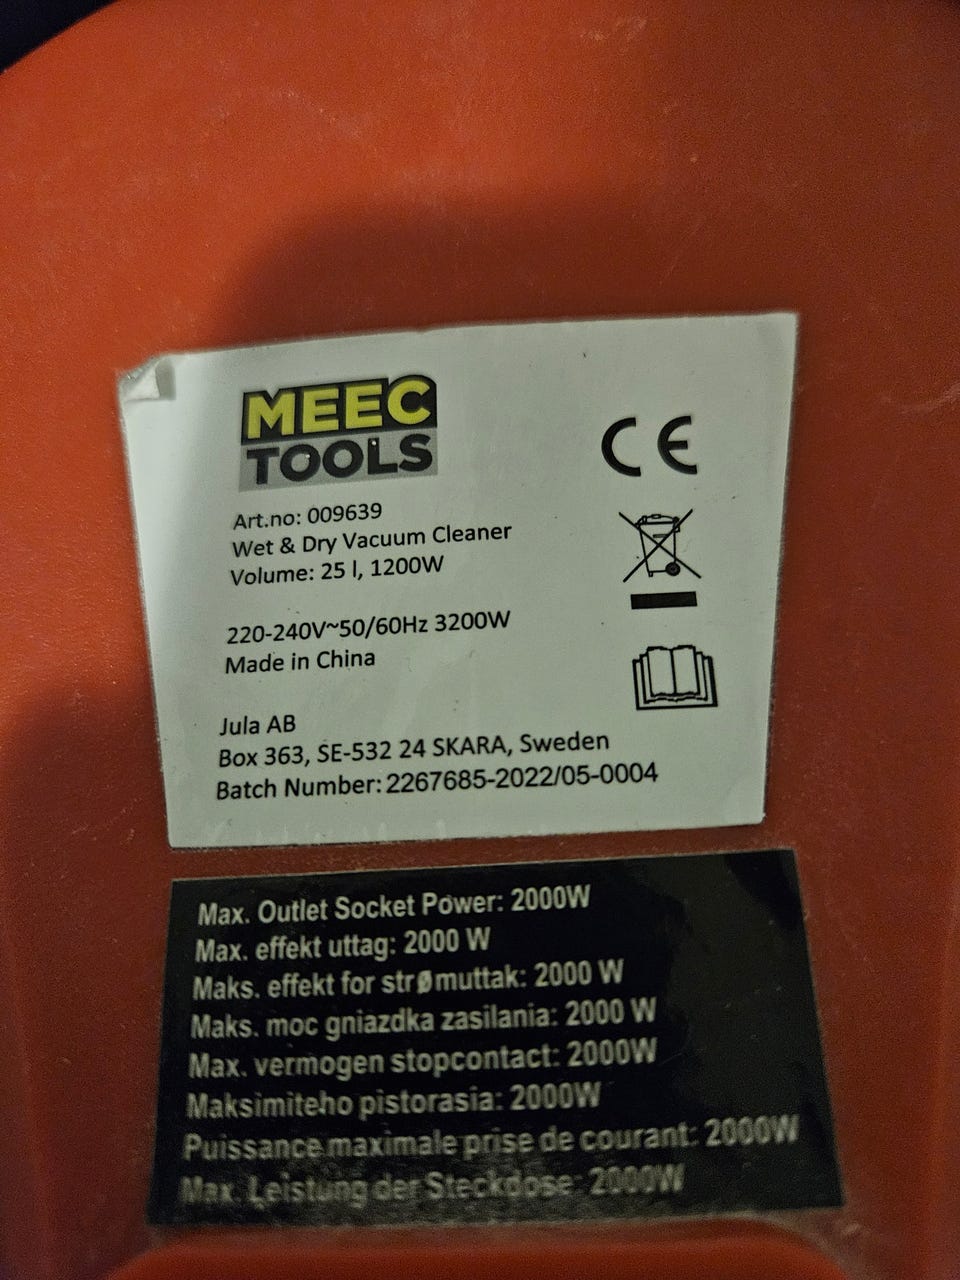 MEEC
TOOLS
CE
Art.no: 009639
Wet & Dry Vacuum Cleaner
Volume: 25 l, 1200W
220-240V~50/60Hz 3200W
Made in China
Jula AB
Box 363, SE-532 24 SKARA, Sweden
Batch Number: 2267685-2022/05-0004
Max. Outlet Socket Power: 2000W
Max. effekt uttag: 2000 W
Maks. effekt for strømuttak: 2000 W
Maks. moc gniazdka zasilania: 2000 W
Max. vermogen stopcontact: 2000W
Maksimiteho pistorasia: 2000W
Puissance maximale prise de courant: 2000W
Max. Leistung der Steckdose: 2000W